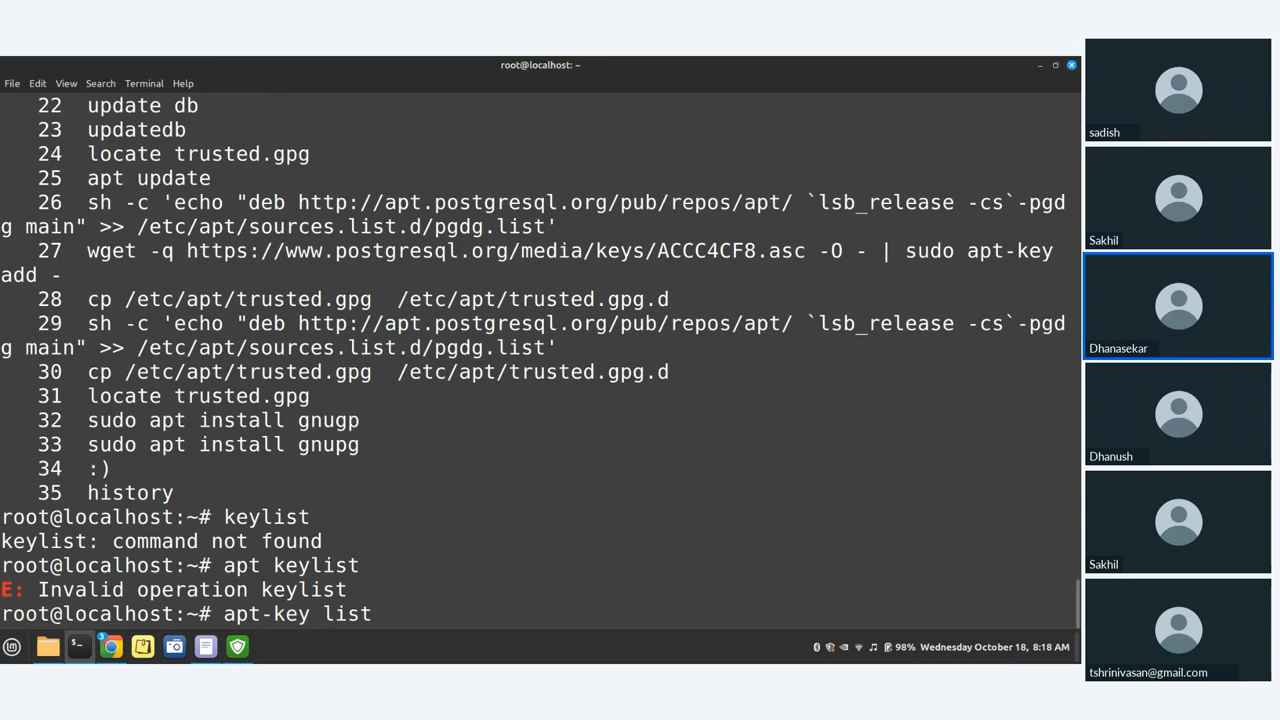 root@localhost: ~
File Edit View Search Terminal Help
22 update db
23 updatedb
24 locate trusted.gpg
25 apt update
26 sh -c 'echo "deb http://apt.postgresql.org/pub/repos/apt/ `lsb_release -cs`-pgd
g main" >> /etc/apt/sources.list.d/pgdg.list'
27 wget -q https://www.postgresql.org/media/keys/ACCC4CF8.asc -O - | sudo apt-key
add -
28 cp /etc/apt/trusted.gpg /etc/apt/trusted.gpg.d
29 sh -c 'echo "deb http://apt.postgresql.org/pub/repos/apt/ `lsb_release -cs`-pgd
g main" >> /etc/apt/sources.list.d/pgdg.list'
30 cp /etc/apt/trusted.gpg /etc/apt/trusted.gpg.d
31 locate trusted.gpg
32 sudo apt install gnugp
33 sudo apt install gnupg
34 :)
35 history
root@localhost:~# keylist
keylist: command not found
root@localhost:~# apt keylist
E: Invalid operation keylist
root@localhost:~# apt-key list
3
98% Wednesday October 18, 8:18 AM
sadish
Sakhil
Dhanasekar
Dhanush
Sakhil
tshrinivasan@gmail.com